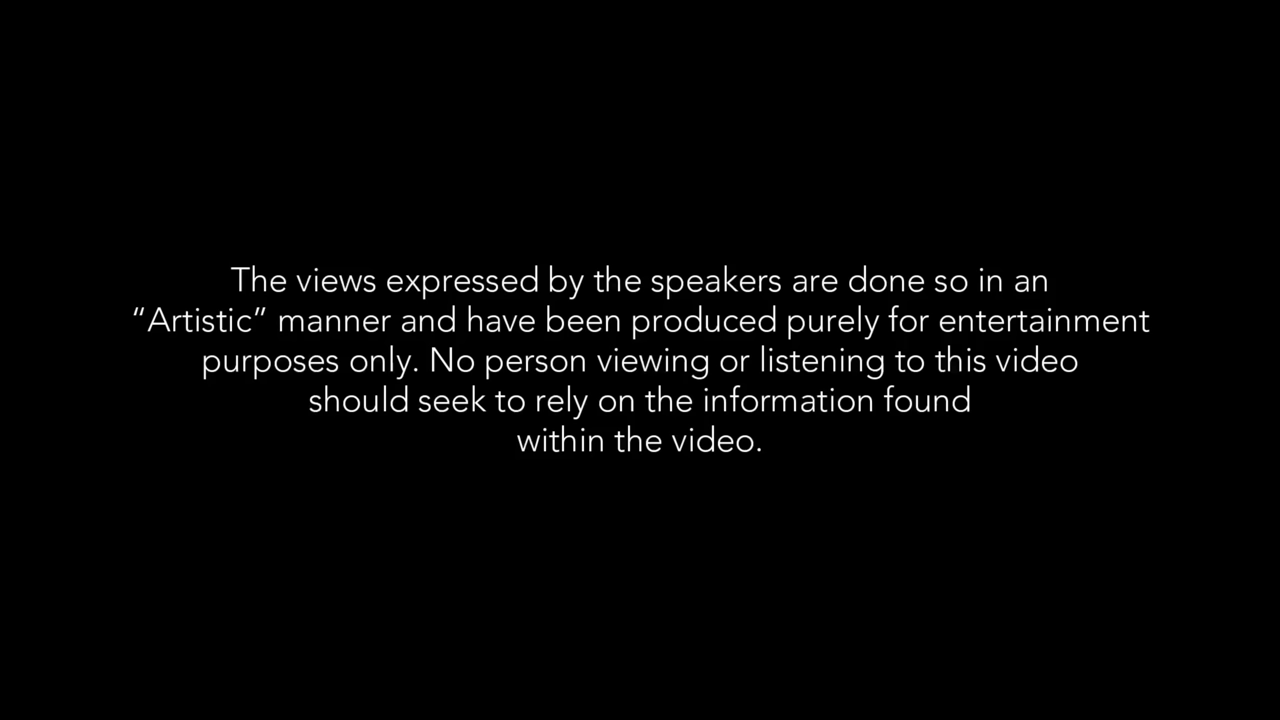 The views expressed by the speakers are done so in an
“Artistic” manner and have been produced purely for entertainment
purposes only. No person viewing or listening to this video
should seek to rely on the information found
within the video.